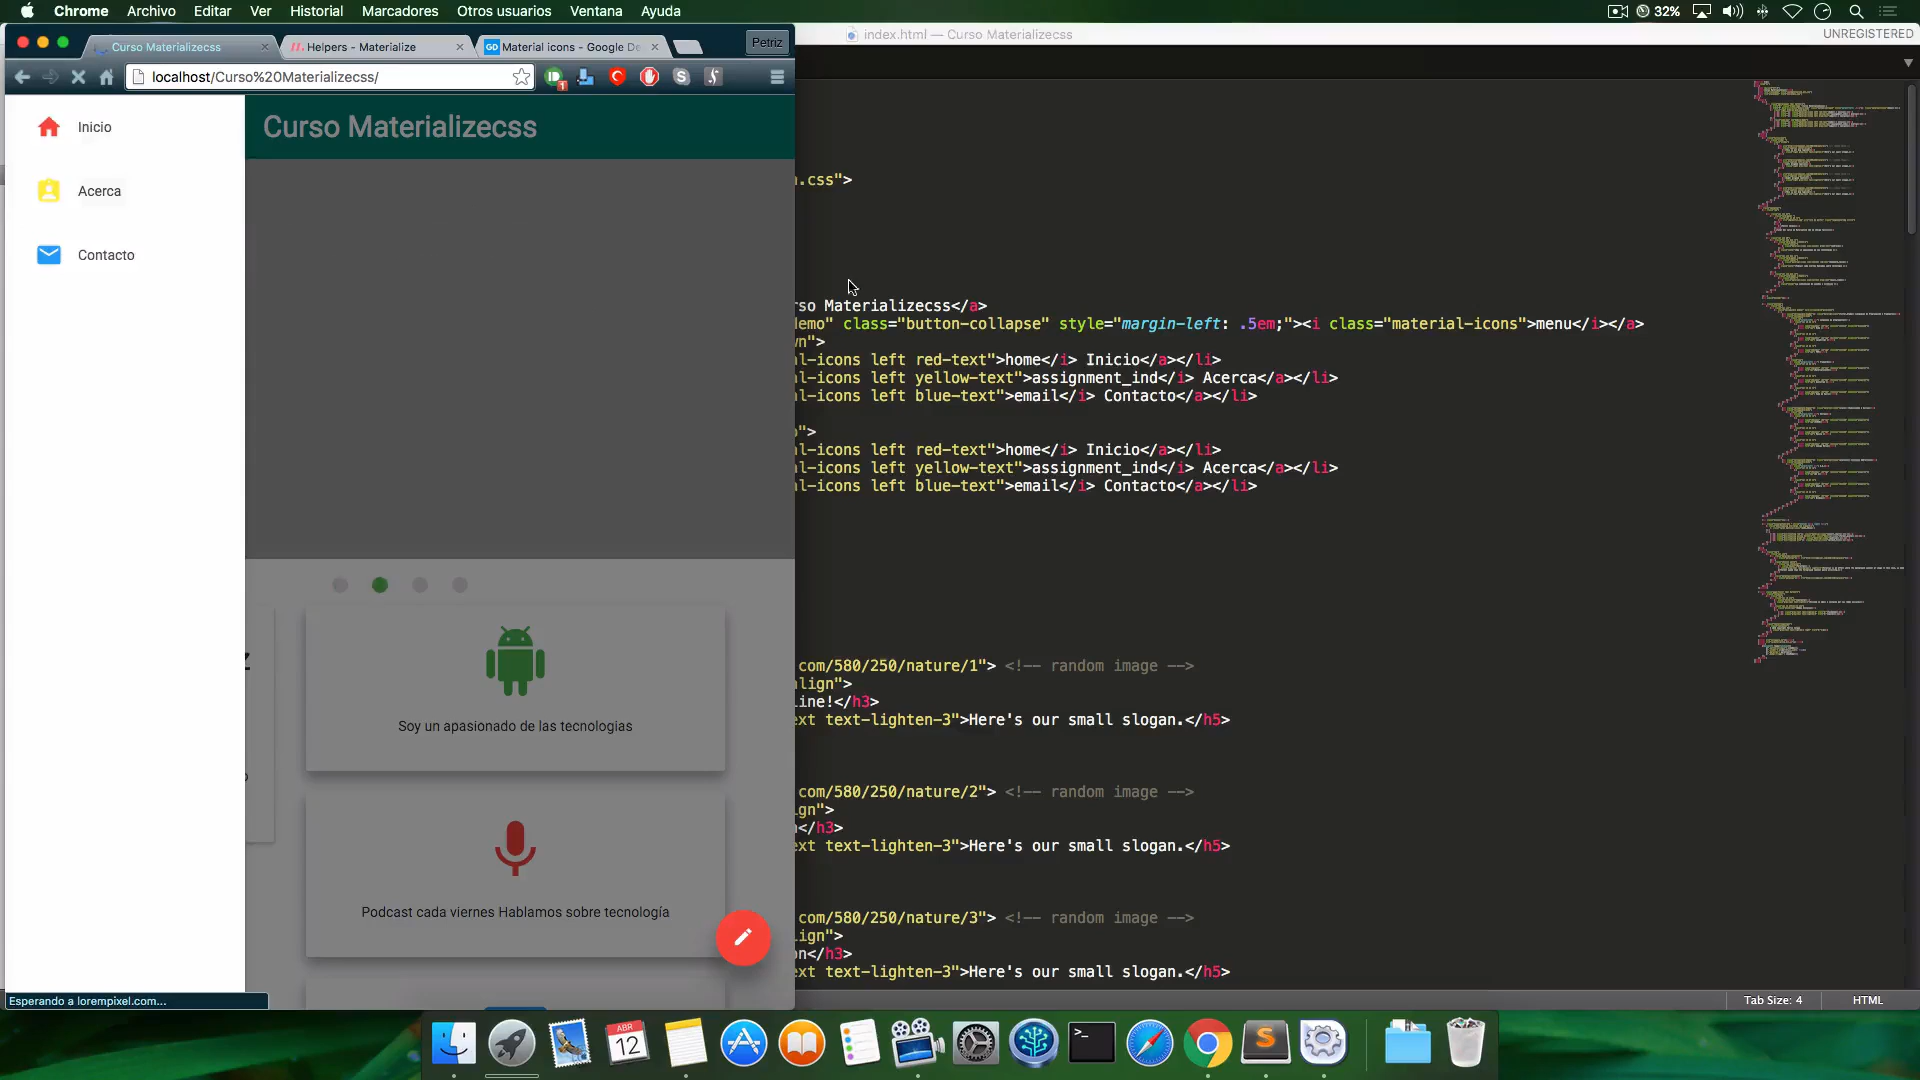 Chrome Archivo Editar Ver Historial Marcadores Otros usuarios Ventana Ayuda
32%
Curso Materializecss
Helpers - Materialize
GD Material icons - Google De
Petriz
index.html — Curso Materializecss
UNREGISTERED
localhost/Curso%20Materializecss/
1
S
Inicio
Acerca
Contacto
Curso Materializecss
Soy un apasionado de las tecnologias
Podcast cada viernes Hablamos sobre tecnología
Esperando a lorempixel.com...
.css">
so Materializecss</a>
emo" class="button-collapse" style="margin-left: .5em;"><i class="material-icons">menu</i></a>
n">
l-icons left red-text">home</i> Inicio</a></li>
l-icons left yellow-text">assignment_ind</i> Acerca</a></li>
l-icons left blue-text">email</i> Contacto</a></li>
">
l-icons left red-text">home</i> Inicio</a></li>
l-icons left yellow-text">assignment_ind</i> Acerca</a></li>
l-icons left blue-text">email</i> Contacto</a></li>
com/580/250/nature/1"> <!-- random image -->
lign">
ine!</h3>
xt text-lighten-3">Here's our small slogan.</h5>
com/580/250/nature/2"> <!-- random image -->
ign">
</h3>
xt text-lighten-3">Here's our small slogan.</h5>
com/580/250/nature/3"> <!-- random image -->
ign">
n</h3>
xt text-lighten-3">Here's our small slogan.</h5>
Tab Size: 4 HTML
ABR
12
>_
S